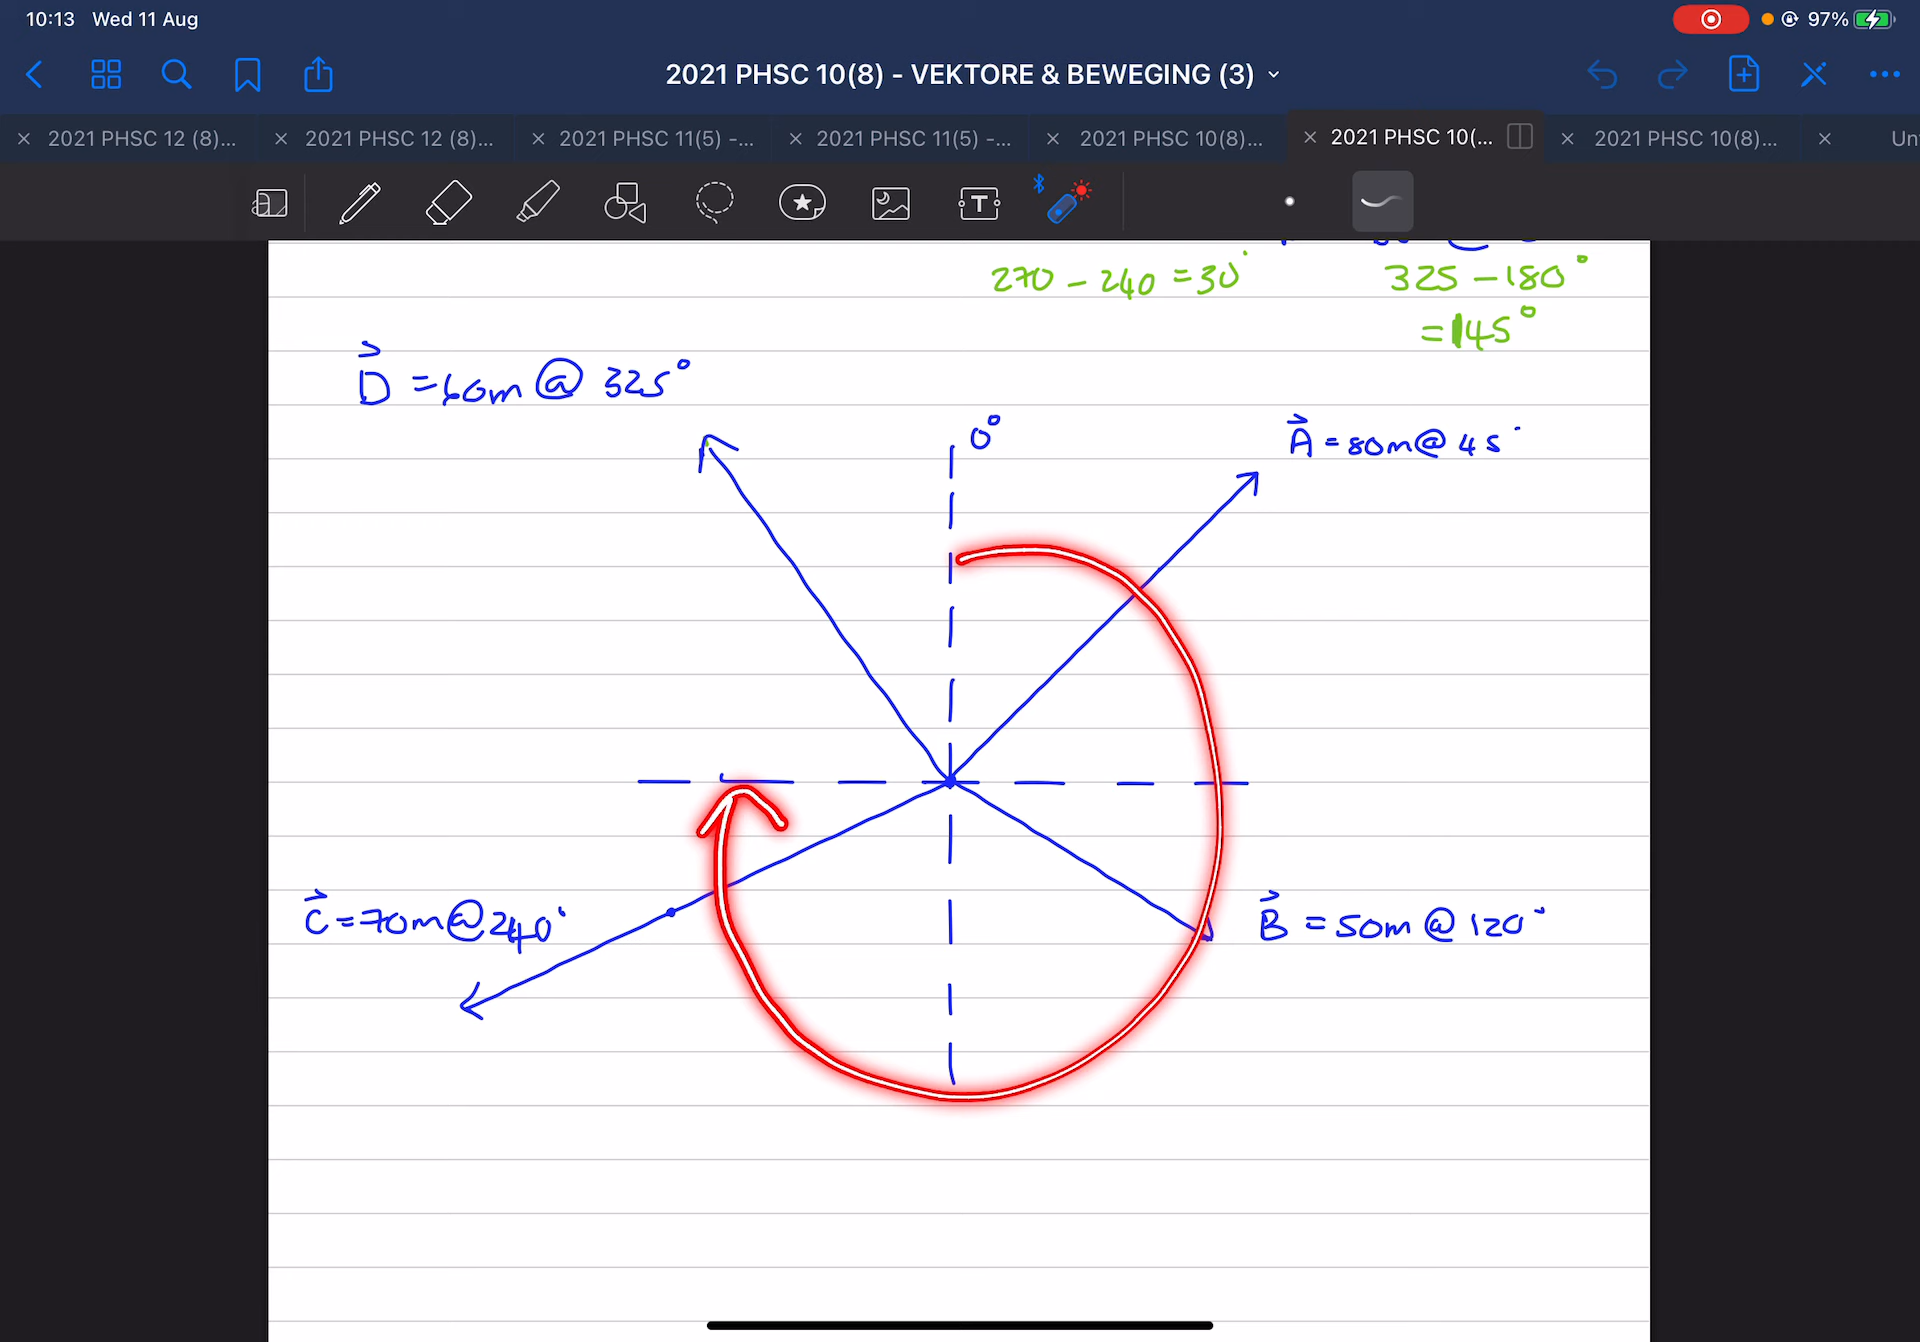 10:13 Wed 11 Aug
97%
2021 PHSC 10(8) - VEKTORE & BEWEGING (3)
2021 PHSC 12 (8)...
2021 PHSC 12 (8)...
2021 PHSC 11(5) -...
2021 PHSC 11(5) -...
2021 PHSC 10(8)...
2021 PHSC 10(...
2021 PHSC 10(8)...
270 - 240 = 30°
325 - 180°
= 145°
D = 60m @ 325°
0°
A = 80m @ 45°
C = 70m @ 240°
B = 50m @ 120°